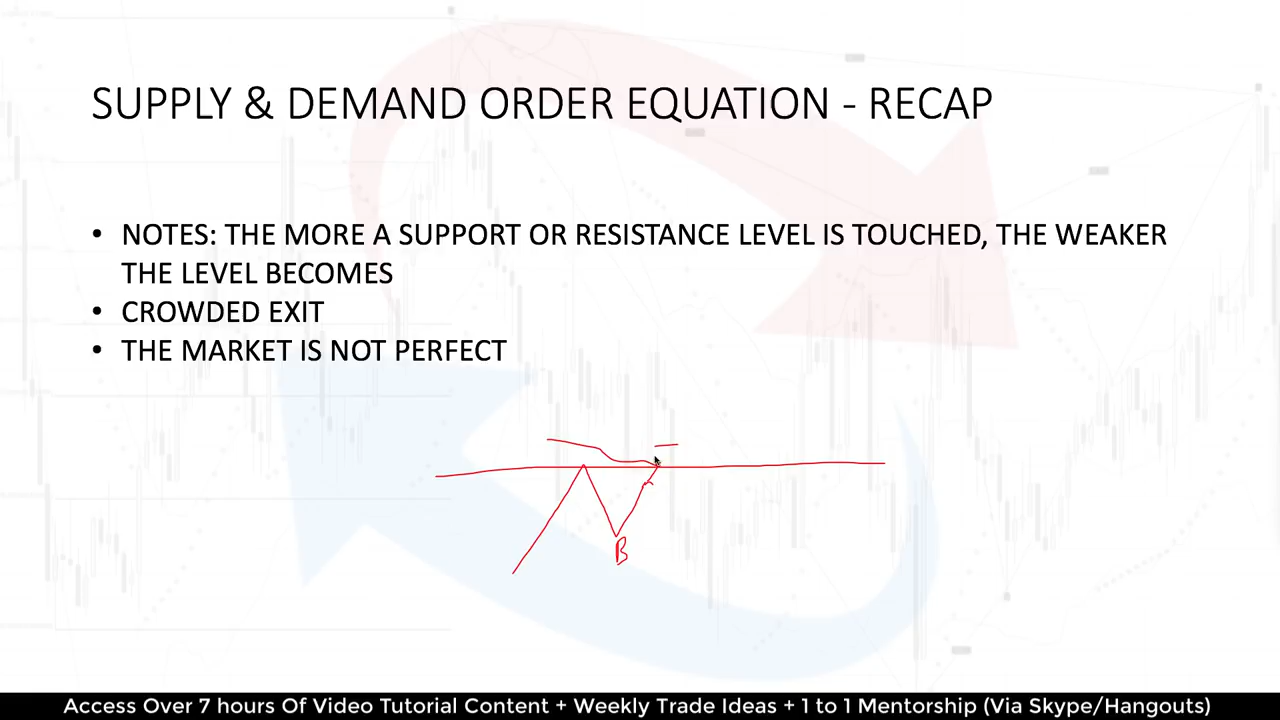 SUPPLY & DEMAND ORDER EQUATION - RECAP
• NOTES: THE MORE A SUPPORT OR RESISTANCE LEVEL IS TOUCHED, THE WEAKER
THE LEVEL BECOMES
• CROWDED EXIT
• THE MARKET IS NOT PERFECT
B
Access Over 7 hours Of Video Tutorial Content + Weekly Trade Ideas + 1 to 1 Mentorship (Via Skype/Hangouts)